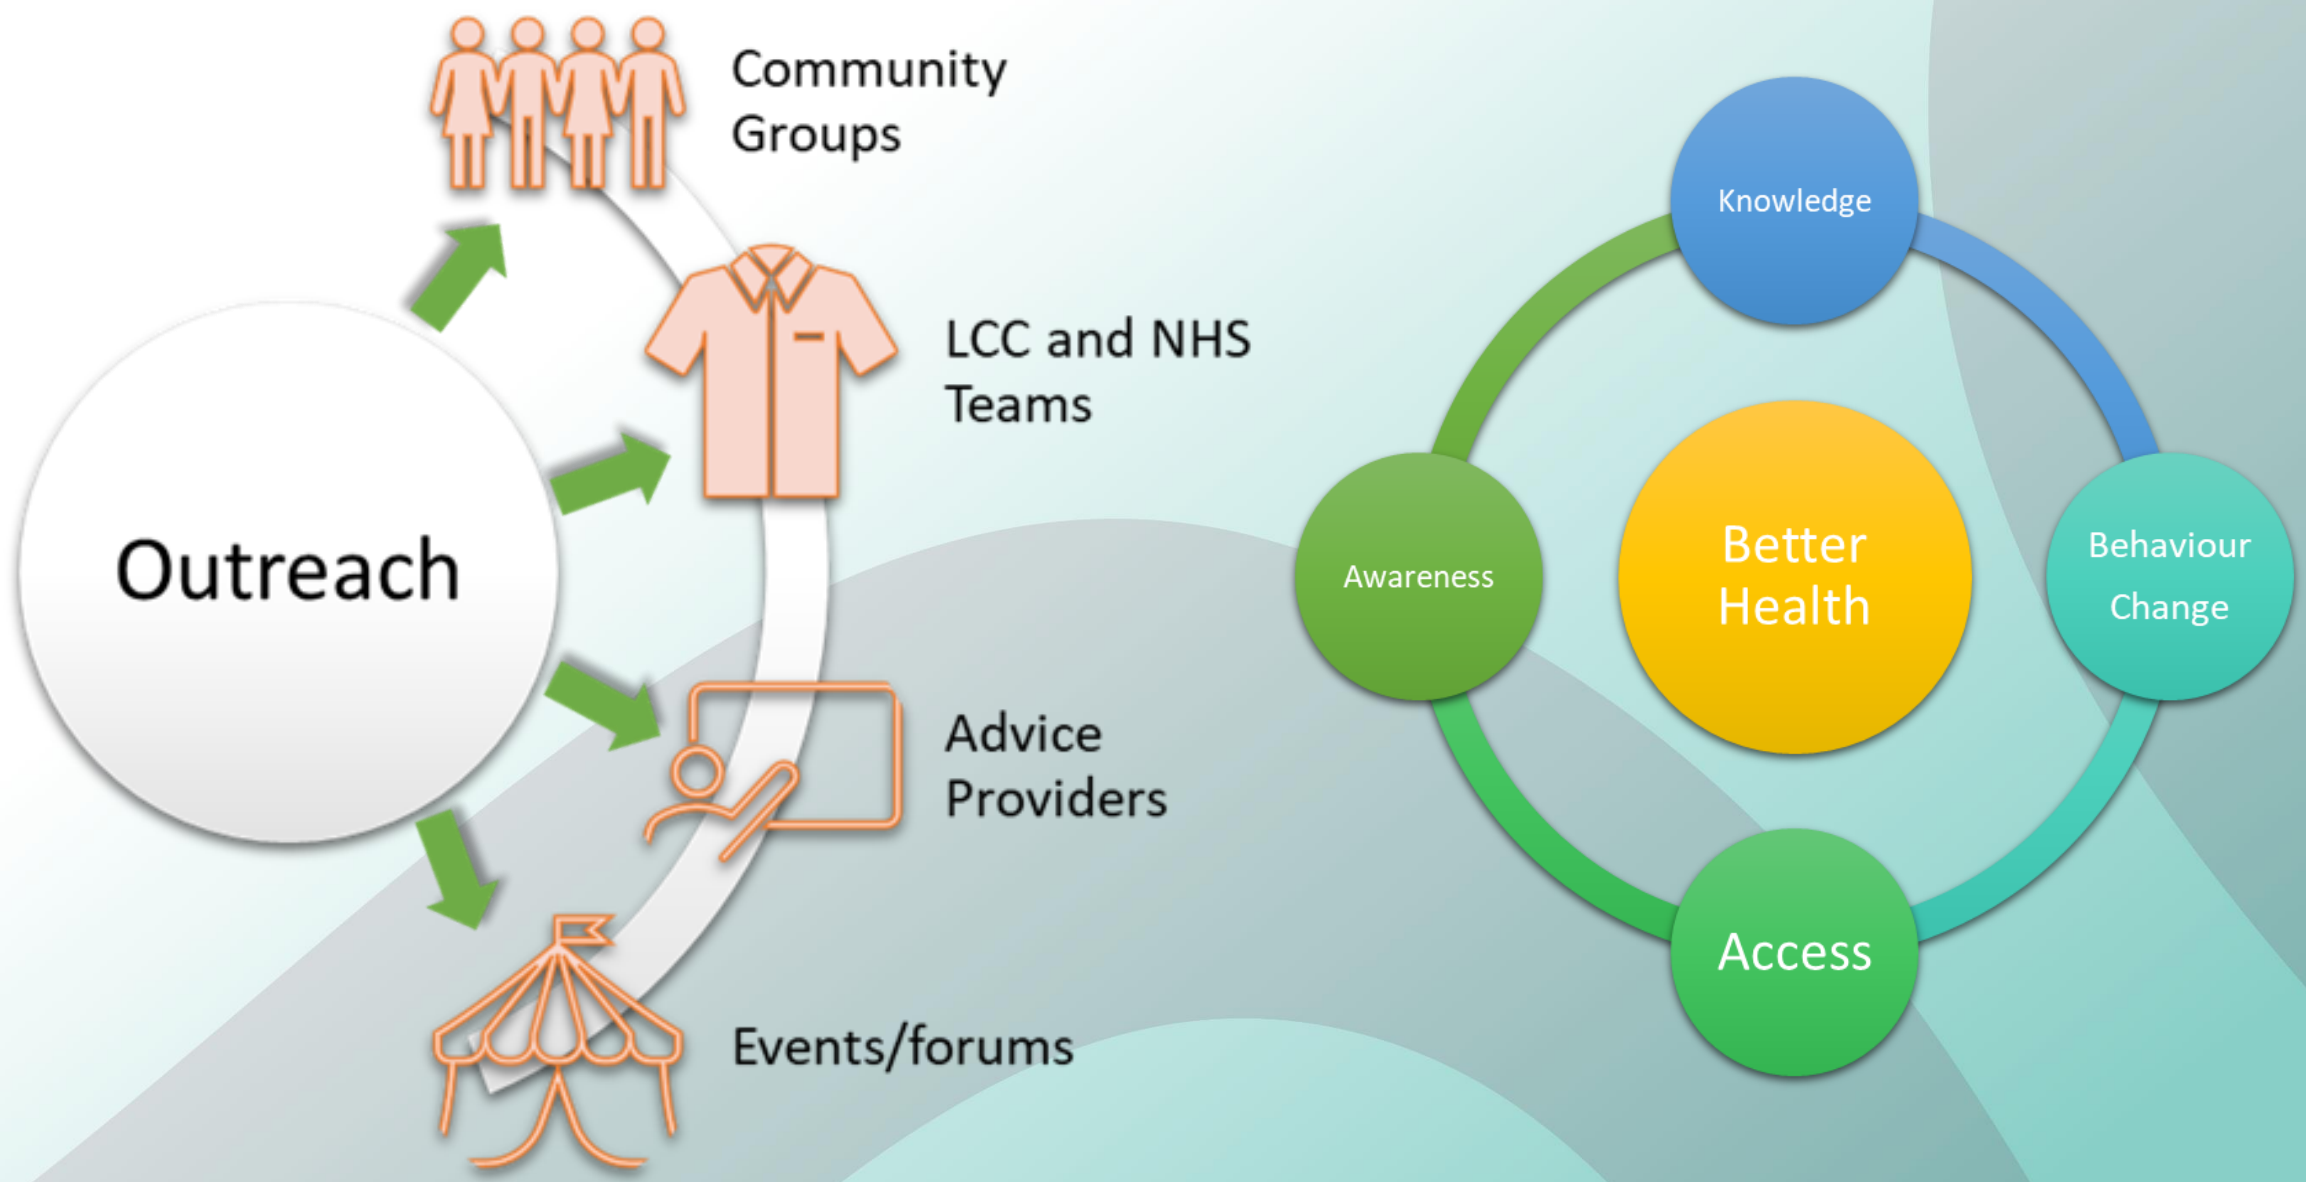 Outreach
Community
Groups
LCC and NHS
Teams
Advice
Providers
Events/forums
Knowledge
Awareness
Better
Health
Behaviour
Change
Access